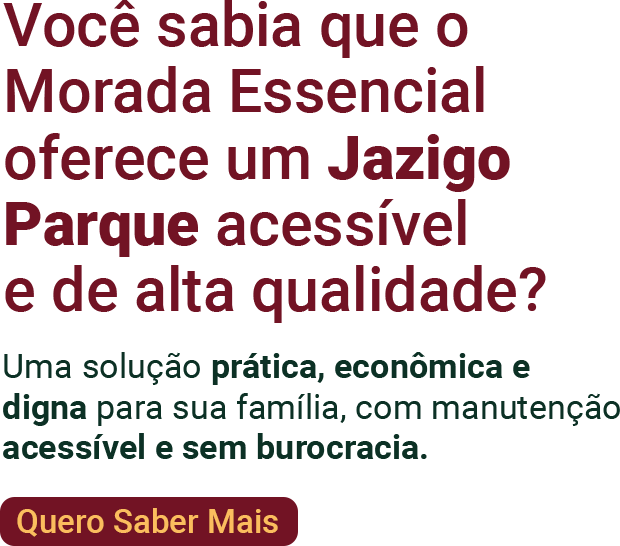 Você sabia que o
Morada Essencial
oferece um Jazigo
Parque acessível
e de alta qualidade?
Uma solução prática, econômica e
digna para sua família, com manutenção
acessível e sem burocracia.
Quero Saber Mais